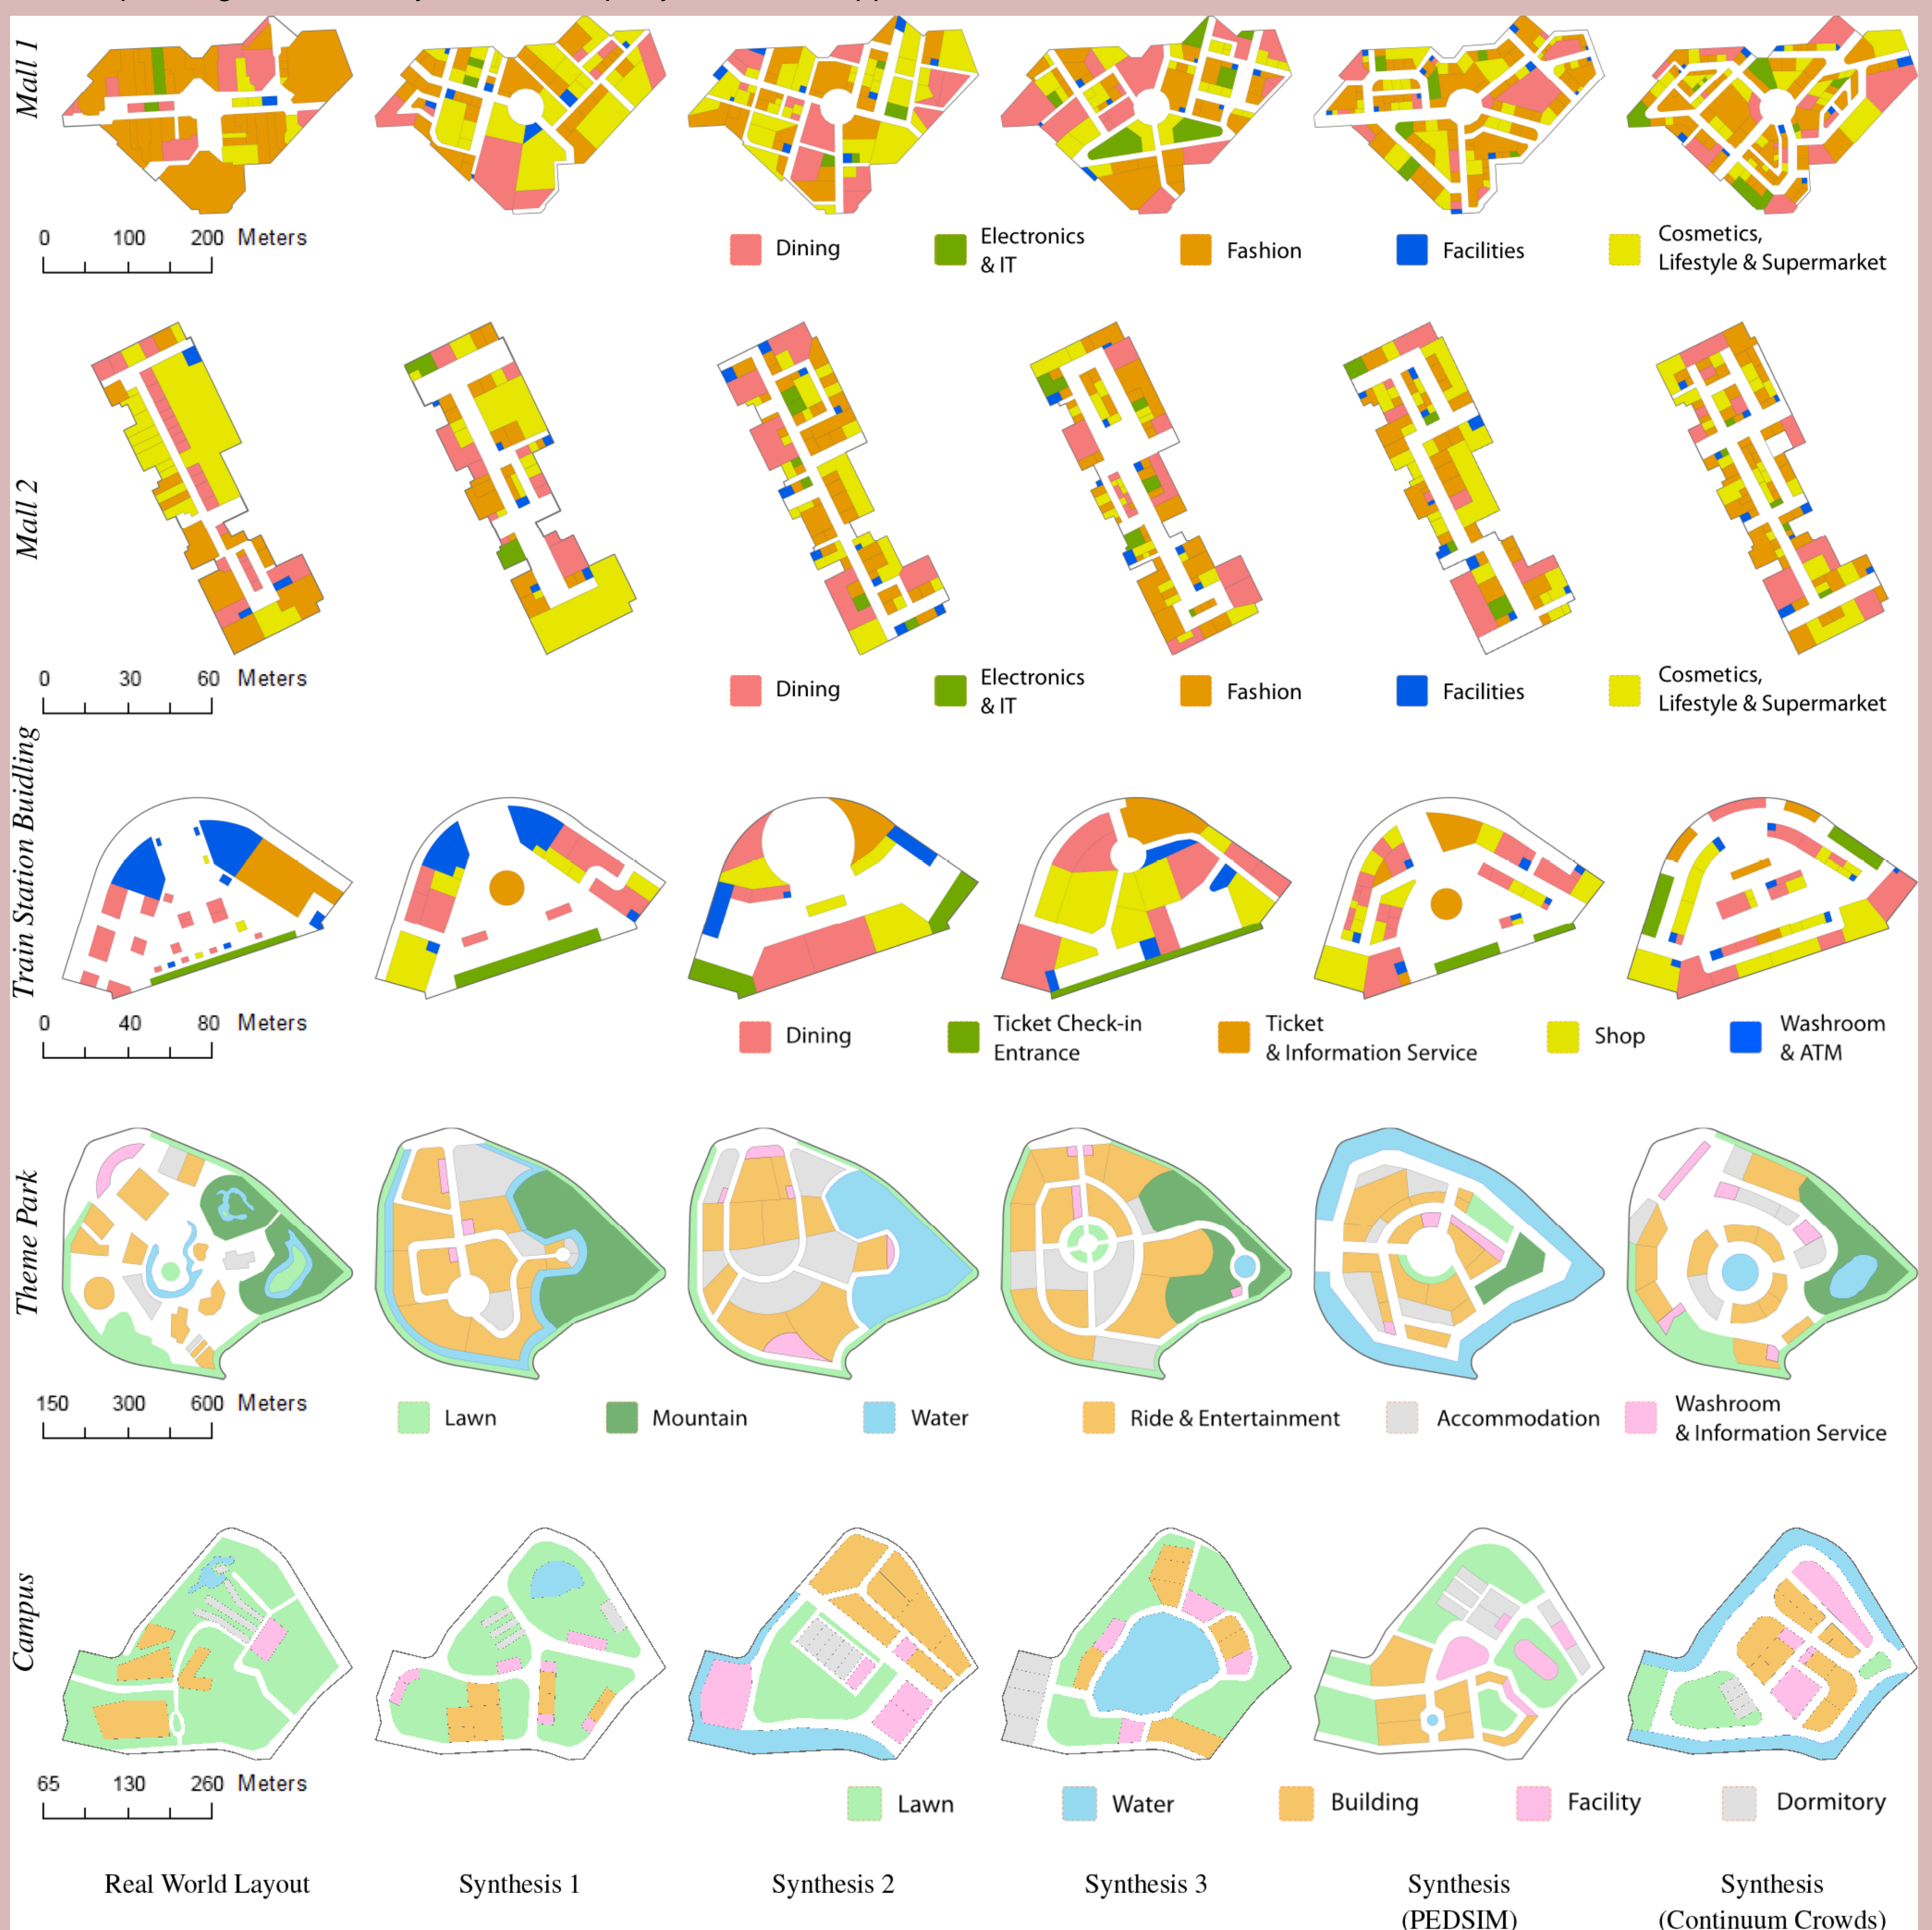 Mall 1
0 100 200 Meters
Dining
Electronics
& IT
Fashion
Facilities
Cosmetics,
Lifestyle & Supermarket
Mall 2
0 30 60 Meters
Dining
Electronics
& IT
Fashion
Facilities
Cosmetics,
Lifestyle & Supermarket
Train Station Buidling
0 40 80 Meters
Dining
Ticket Check-in
Entrance
Ticket
& Information Service
Shop
Washroom
& ATM
Theme Park
150 300 600 Meters
Lawn
Mountain
Water
Ride & Entertainment
Accommodation
Washroom
& Information Service
Campus
65 130 260 Meters
Lawn
Water
Building
Facility
Dormitory
Real World Layout
Synthesis 1
Synthesis 2
Synthesis 3
Synthesis
(PEDSIM)
Synthesis
(Continuum Crowds)